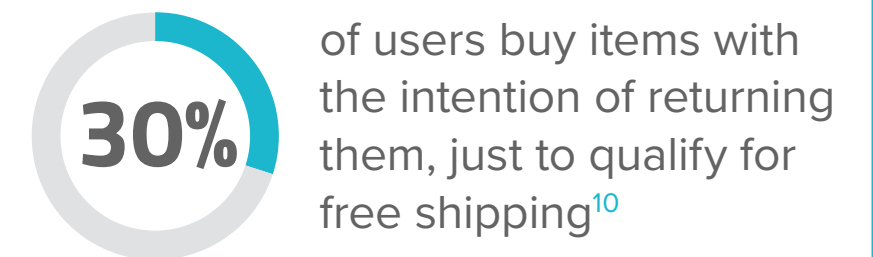 30%
of users buy items with
the intention of returning
them, just to qualify for
free shipping10